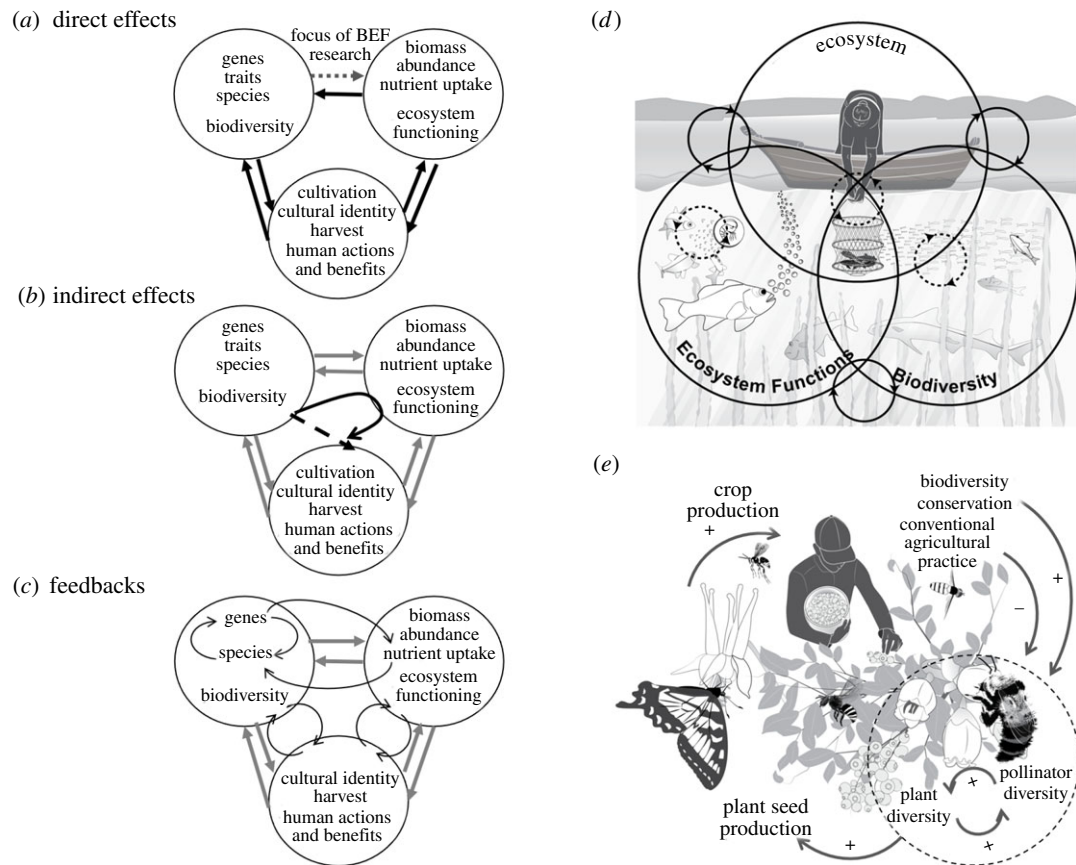 (a) direct effects
focus of BEF
research
genes
traits
species
biodiversity
biomass
abundance
nutrient uptake
ecosystem
functioning
cultivation
cultural identity
harvest
human actions
and benefits
(b) indirect effects
genes
traits
species
biodiversity
biomass
abundance
nutrient uptake
ecosystem
functioning
cultivation
cultural identity
harvest
human actions
and benefits
(c) feedbacks
genes
species
biodiversity
biomass
abundance
nutrient uptake
ecosystem
functioning
cultural identity
harvest
human actions
and benefits
(d)
ecosystem
Ecosystem Functions
Biodiversity
(e)
crop
production
+
biodiversity
conservation
conventional
agricultural
practice
+
−
pollinator
diversity
plant
diversity
+
+
plant seed
production
+